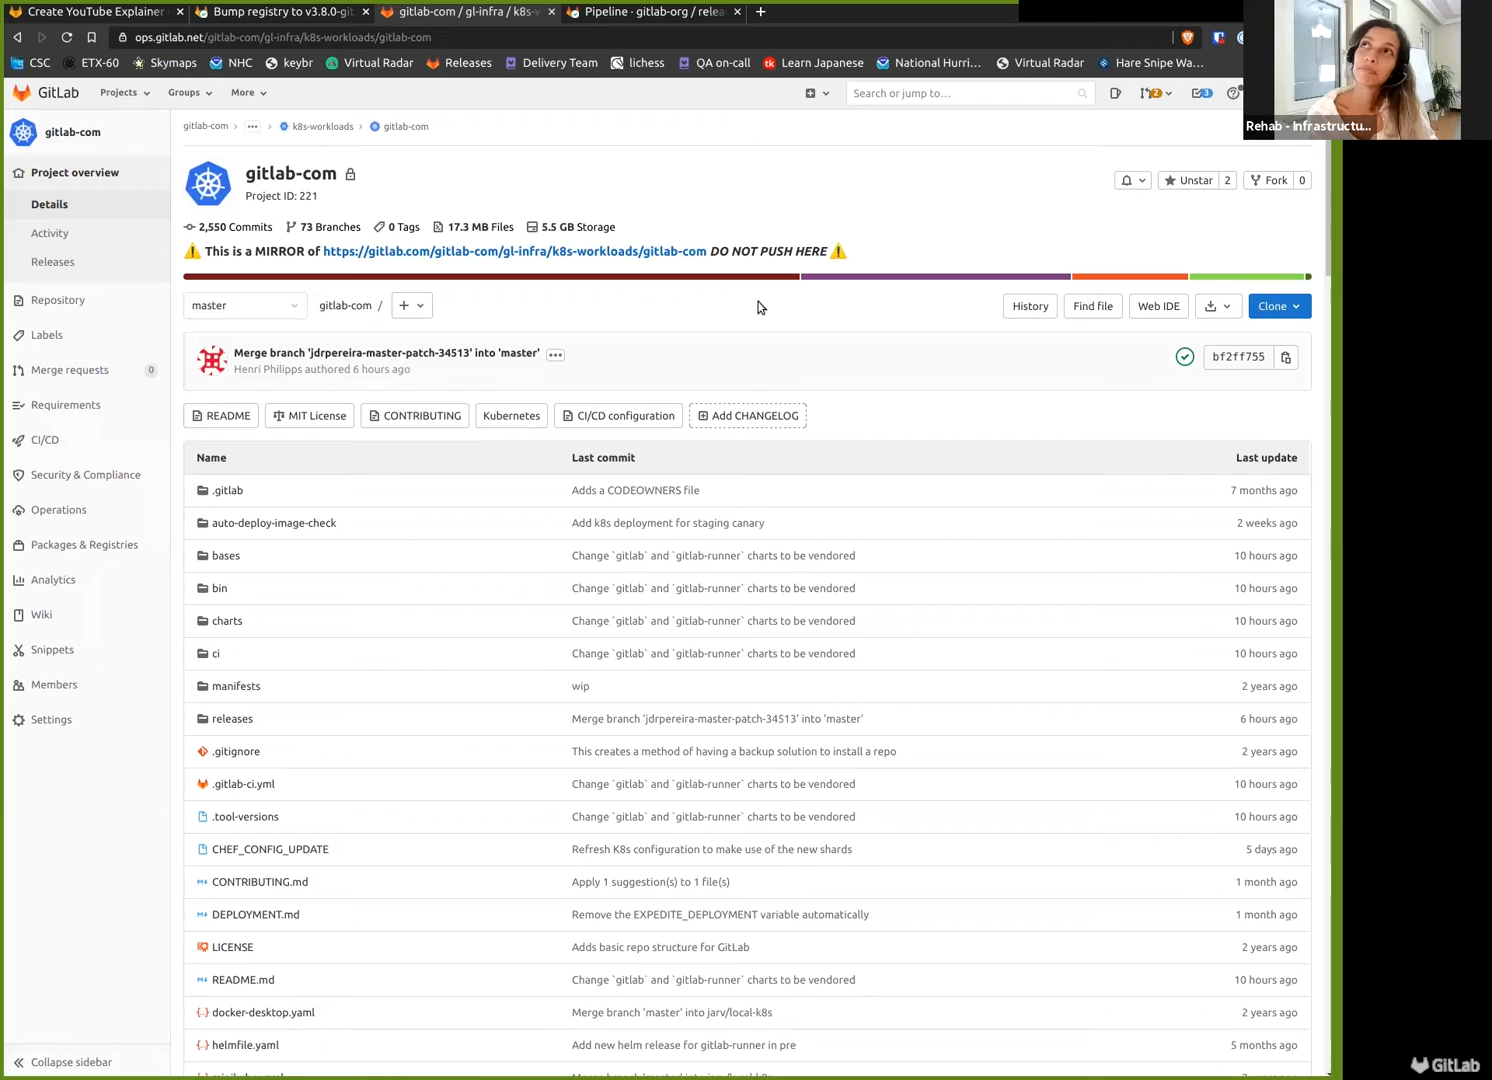 Create YouTube Explainer
Bump registry to v3.8.0-git
gitlab-com / gl-infra / k8s-w
Pipeline · gitlab-org / relea
ops.gitlab.net/gitlab-com/gl-infra/k8s-workloads/gitlab-com
CSC
ETX-60
Skymaps
NHC
keybr
Virtual Radar
Releases
Delivery Team
lichess
QA on-call
Learn Japanese
National Hurri...
Virtual Radar
Hare Snipe Wa...
GitLab
Projects
Groups
More
Search or jump to...
2
3
Rehab - Infrastructu...
gitlab-com
Project overview
Details
Activity
Releases
Repository
Labels
Merge requests 0
Requirements
CI/CD
Security & Compliance
Operations
Packages & Registries
Analytics
Wiki
Snippets
Members
Settings
Collapse sidebar
gitlab-com > ... > k8s-workloads > gitlab-com
gitlab-com
Project ID: 221
Unstar 2
Fork 0
2,550 Commits 73 Branches 0 Tags 17.3 MB Files 5.5 GB Storage
This is a MIRROR of https://gitlab.com/gitlab-com/gl-infra/k8s-workloads/gitlab-com DO NOT PUSH HERE
master
gitlab-com /
History
Find file
Web IDE
Clone
Merge branch 'jdrpereira-master-patch-34513' into 'master'
Henri Philipps authored 6 hours ago
bf2ff755
README
MIT License
CONTRIBUTING
Kubernetes
CI/CD configuration
Add CHANGELOG
Name Last commit Last update
.gitlab Adds a CODEOWNERS file 7 months ago
auto-deploy-image-check Add k8s deployment for staging canary 2 weeks ago
bases Change `gitlab` and `gitlab-runner` charts to be vendored 10 hours ago
bin Change `gitlab` and `gitlab-runner` charts to be vendored 10 hours ago
charts Change `gitlab` and `gitlab-runner` charts to be vendored 10 hours ago
ci Change `gitlab` and `gitlab-runner` charts to be vendored 10 hours ago
manifests wip 2 years ago
releases Merge branch 'jdrpereira-master-patch-34513' into 'master' 6 hours ago
.gitignore This creates a method of having a backup solution to install a repo 2 years ago
.gitlab-ci.yml Change `gitlab` and `gitlab-runner` charts to be vendored 10 hours ago
.tool-versions Change `gitlab` and `gitlab-runner` charts to be vendored 10 hours ago
CHEF_CONFIG_UPDATE Refresh K8s configuration to make use of the new shards 5 days ago
CONTRIBUTING.md Apply 1 suggestion(s) to 1 file(s) 1 month ago
DEPLOYMENT.md Remove the EXPEDITE_DEPLOYMENT variable automatically 1 month ago
LICENSE Adds basic repo structure for GitLab 2 years ago
README.md Change `gitlab` and `gitlab-runner` charts to be vendored 10 hours ago
docker-desktop.yaml Merge branch 'master' into jarv/local-k8s 2 years ago
helmfile.yaml Add new helm release for gitlab-runner in pre 5 months ago
GitLab